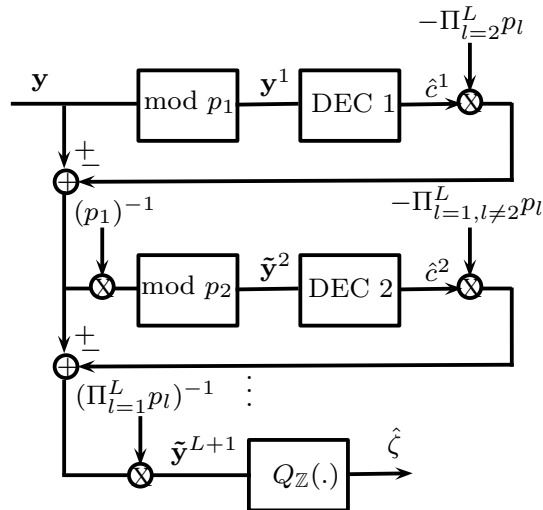 −Π_{l=2}^{L} p_l
y mod p_1 y^1 DEC 1 ĉ^1 X
+ −
+
(p_1)^{−1} −Π_{l=1,l≠2}^{L} p_l
X mod p_2 ỹ^2 DEC 2 ĉ^2 X
+ −
+
(Π_{l=1}^{L} p_l)^{−1} ⋮
X ỹ^{L+1} Q_ℤ(.) ζ̂